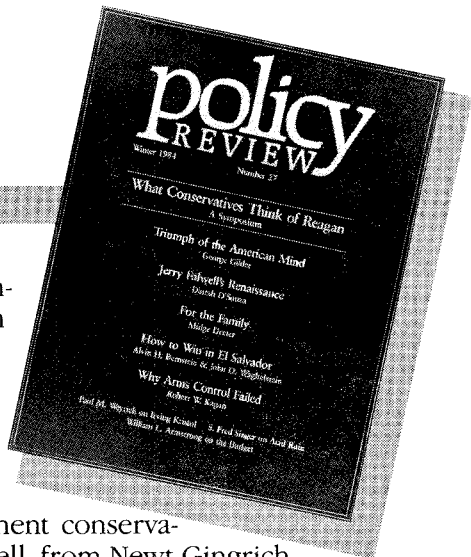 policy
REVIEW
Winter 1984 Number 27
What Conservatives Think of Reagan
A Symposium
Triumph of the American Mind
George Gilder
Jerry Falwell's Renaissance
Dinesh D'Souza
For the Family
Midge Decter
How to Win in El Salvador
Alvin H. Bernstein & John D. Waghelstein
Why Arms Control Failed
Robert W. Kagan
Paul M. Weyrich on Irving Kristol S. Fred Singer on Acid Rain
William L. Armstrong on the Budget
n-
n
nent conserva-
ell, from Newt Gingrich